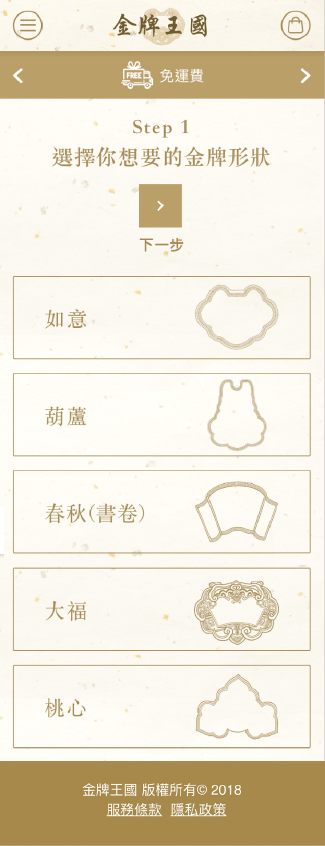 金牌王國
FREE 免運費
Step 1
選擇你想要的金牌形狀
下一步
如意
葫蘆
春秋(書卷)
大福
桃心
金牌王國 版權所有© 2018
服務條款 隱私政策